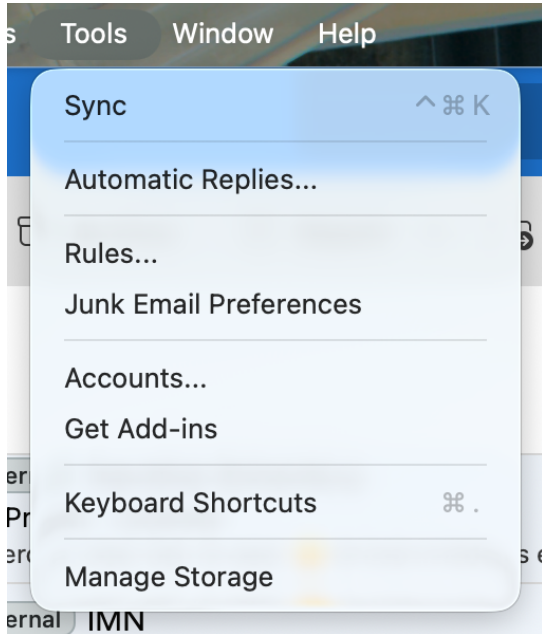 s Tools Window Help
Sync ^⌘K
Automatic Replies...
Rules...
Junk Email Preferences
Accounts...
Get Add-ins
Keyboard Shortcuts ⌘.
Manage Storage
ernal IMN